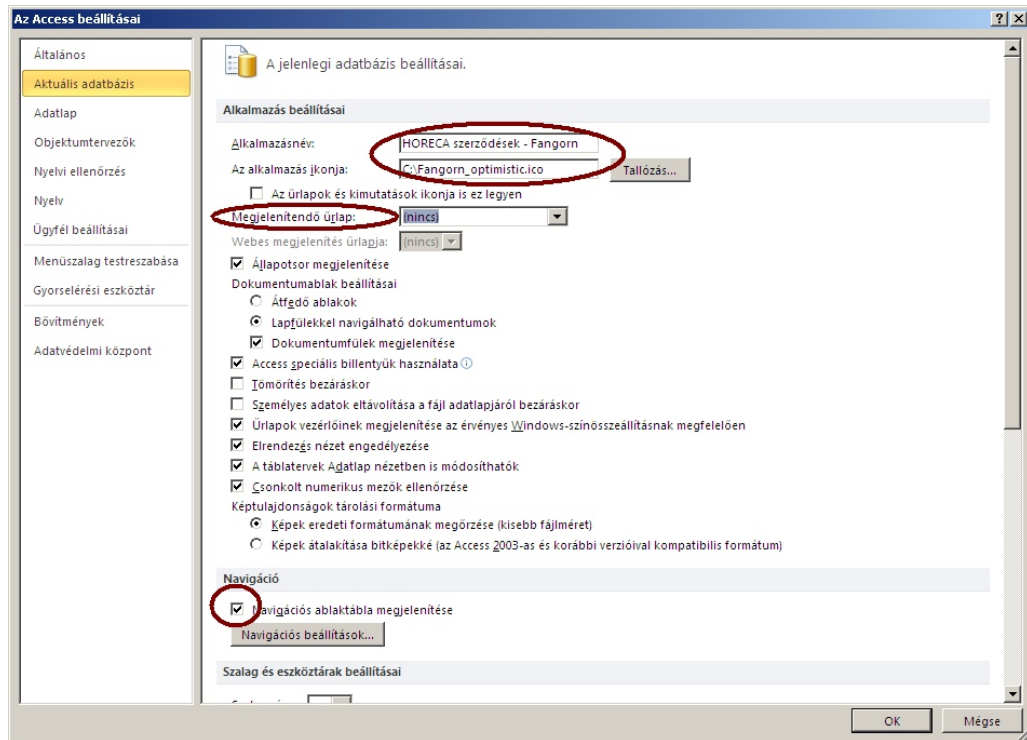 Az Access beállításai
Általános
Aktuális adatbázis
Adatlap
Objektumtervezők
Nyelvi ellenőrzés
Nyelv
Ügyfél beállításai
Menüszalag testreszabása
Gyorselérési eszköztár
Bővítmények
Adatvédelmi központ
A jelenlegi adatbázis beállításai.
Alkalmazás beállításai
Alkalmazásnév: HORECA szerződések - Fangorn
Az alkalmazás ikonja: C:\Fangorn_optimistic.ico Tallózás...
Az űrlapok és kimutatások ikonja is ez legyen
Megjelenítendő űrlap: (nincs)
Webes megjelenítés űrlapja: (nincs)
Állapotsor megjelenítése
Dokumentumablak beállításai
Átfedő ablakok
Lapfülekkel navigálható dokumentumok
Dokumentumfülek megjelenítése
Access speciális billentyűk használata
Tömörítés bezáráskor
Személyes adatok eltávolítása a fájl adatlapjáról bezáráskor
Űrlapok vezérlőinek megjelenítése az érvényes Windows-színösszeállításnak megfelelően
Elrendezés nézet engedélyezése
A táblatervek Adatlap nézetben is módosíthatók
Csonkolt numerikus mezők ellenőrzése
Képtulajdonságok tárolási formátuma
Képek eredeti formátumának megőrzése (kisebb fájlméret)
Képek átalakítása bitképekké (az Access 2003-as és korábbi verzióival kompatibilis formátum)
Navigáció
Navigációs ablaktábla megjelenítése
Navigációs beállítások...
Szalag és eszköztárak beállításai
OK Mégse